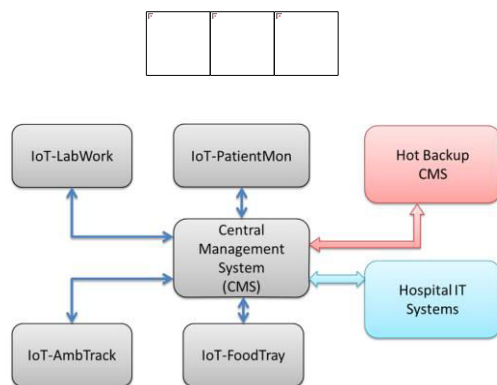 IoT-LabWork
IoT-PatientMon
Hot Backup
CMS
Central
Management
System
(CMS)
Hospital IT
Systems
IoT-AmbTrack
IoT-FoodTray